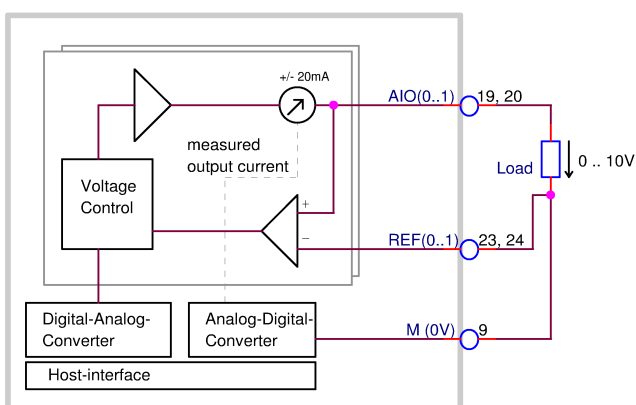 +/- 20mA
AIO(0..1) 19, 20
measured
output current
Load
0 .. 10V
Voltage
Control
+
–
REF(0..1) 23, 24
Digital-Analog-
Converter
Analog-Digital-
Converter
M (0V) 9
Host-interface